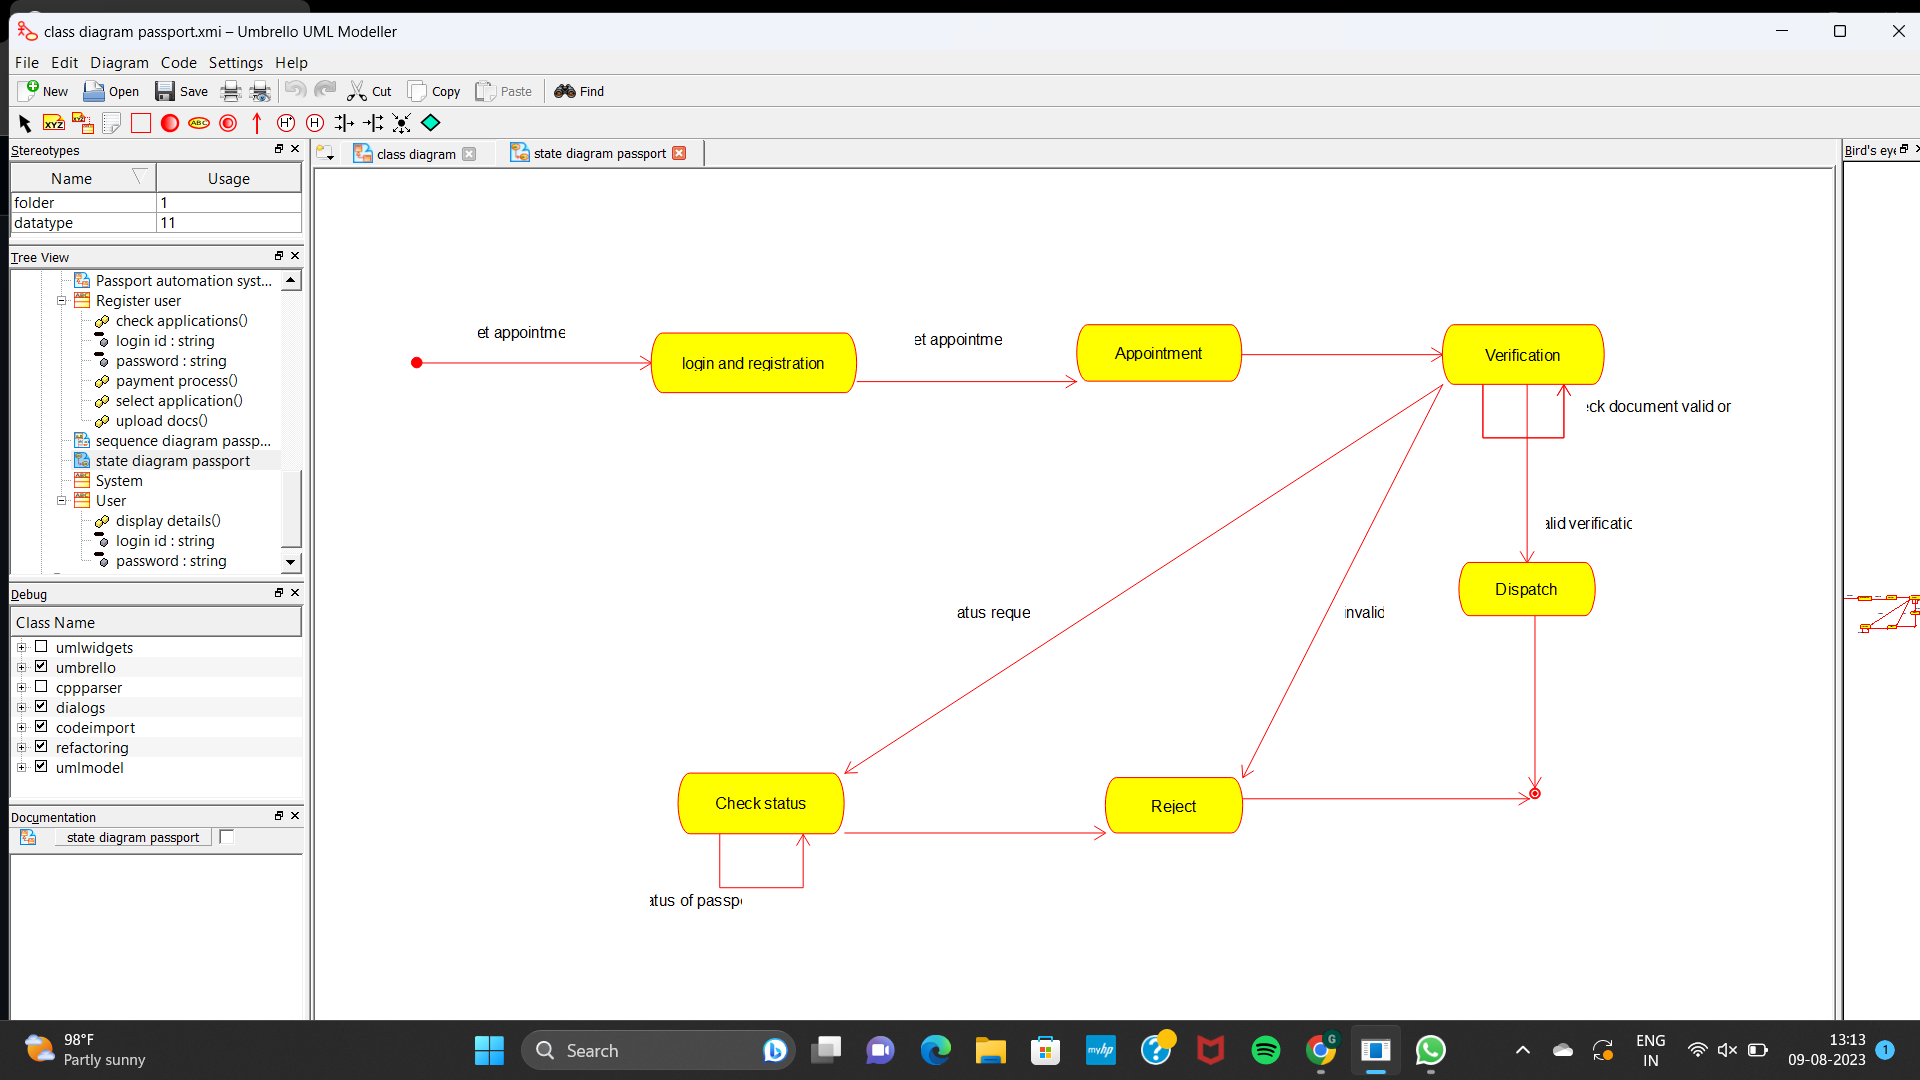 class diagram passport.xmi – Umbrello UML Modeller
File Edit Diagram Code Settings Help
New Open Save Cut Copy Paste Find
XYZ ABC H* H
Stereotypes
Name Usage
folder 1
datatype 11
Tree View
Passport automation syst...
Register user
check applications()
login id : string
password : string
payment process()
select application()
upload docs()
sequence diagram passp...
state diagram passport
System
User
display details()
login id : string
password : string
Debug
Class Name
umlwidgets
umbrello
cppparser
dialogs
codeimport
refactoring
umlmodel
Documentation
state diagram passport
class diagram
state diagram passport
Bird's eye
et appointme
login and registration
et appointme
Appointment
Verification
eck document valid or
alid verificatic
Dispatch
atus reque
invalid
Check status
Reject
atus of passp
98°F
Partly sunny
Search
myhp
G
ENG
IN
13:13
09-08-2023
1